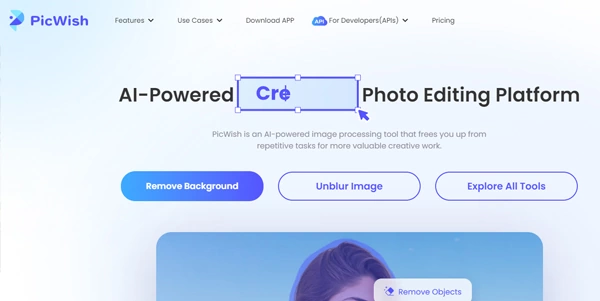 PicWish
Features
Use Cases
Download APP
API
For Developers(APIs)
Pricing
AI-Powered Cre Photo Editing Platform
PicWish is an AI-powered image processing tool that frees you up from
repetitive tasks for more valuable creative work.
Remove Background
Unblur Image
Explore All Tools
Remove Objects